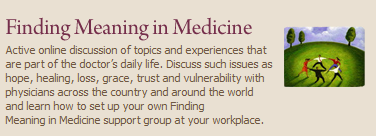 Finding Meaning in Medicine
Active online discussion of topics and experiences that
are part of the doctor's daily life. Discuss such issues as
hope, healing, loss, grace, trust and vulnerability with
physicians across the country and around the world
and learn how to set up your own Finding
Meaning in Medicine support group at your workplace.